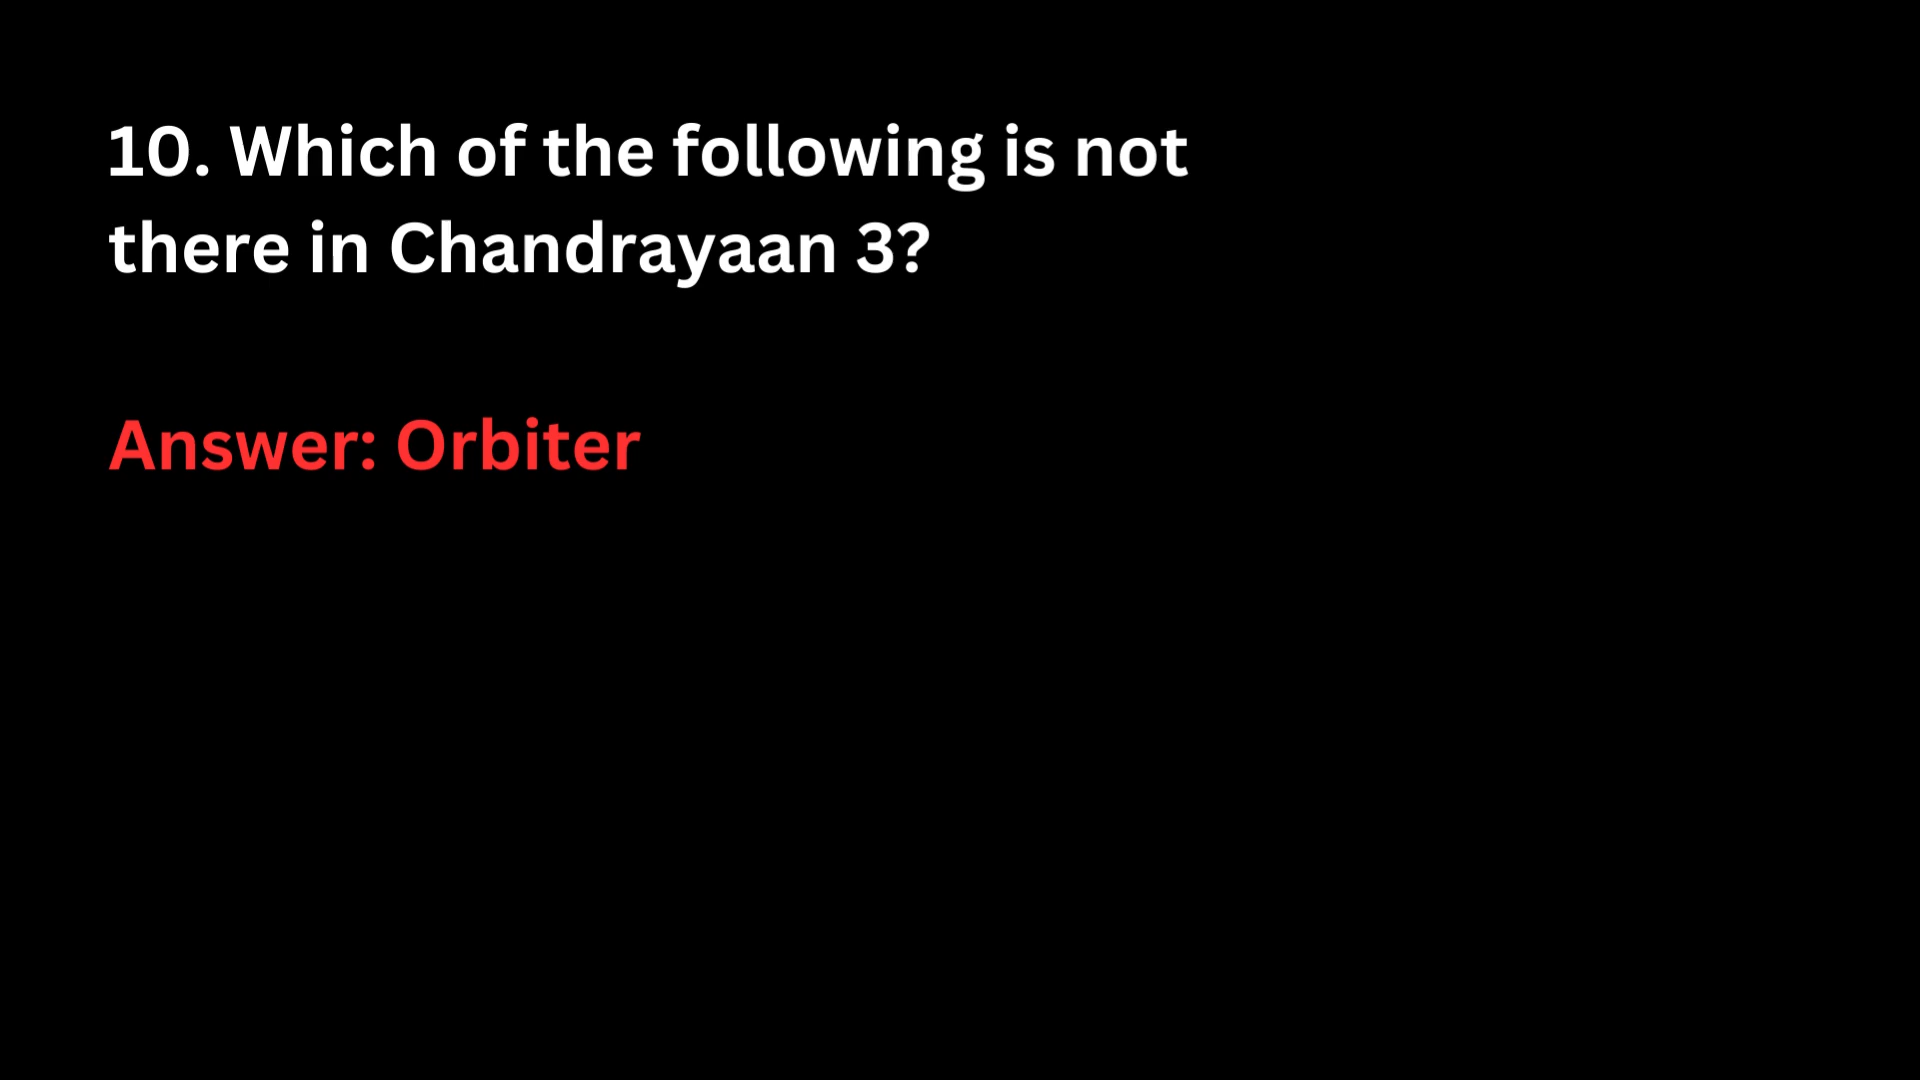 10. Which of the following is not
there in Chandrayaan 3?
Answer: Orbiter